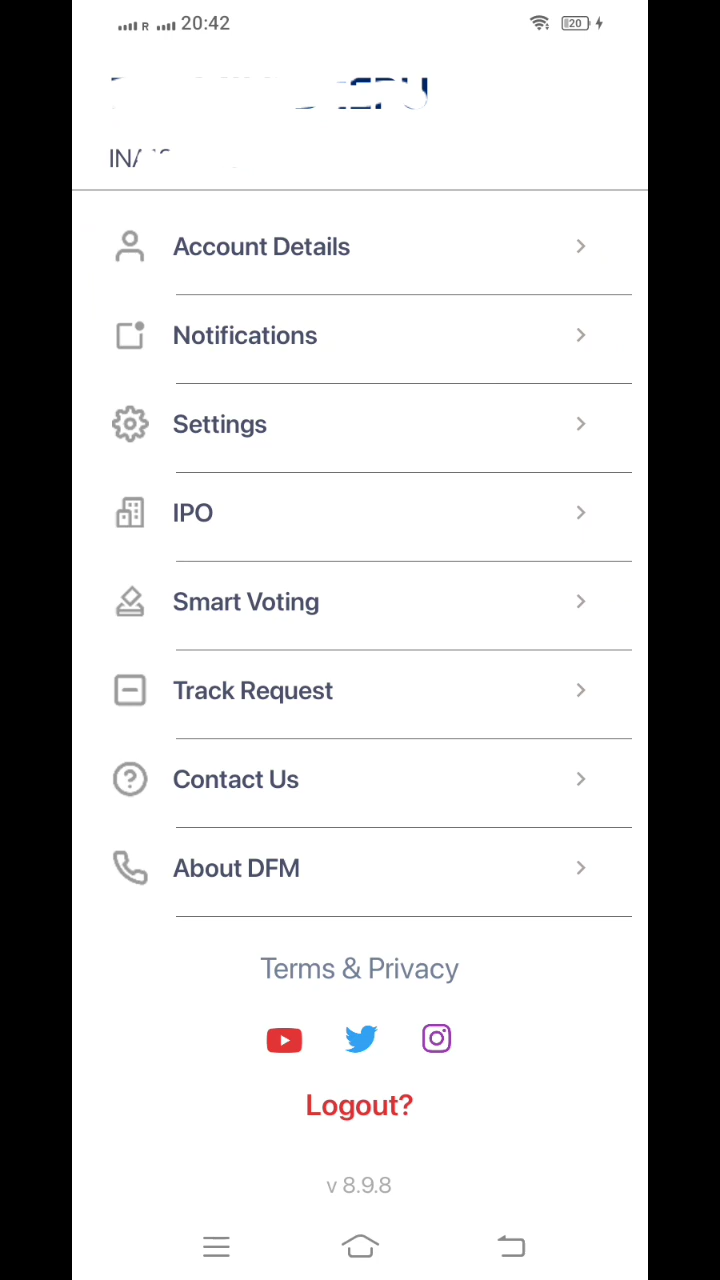 R 20:42
20
Account Details
Notifications
Settings
IPO
Smart Voting
Track Request
Contact Us
About DFM
Terms & Privacy
Logout?
v 8.9.8